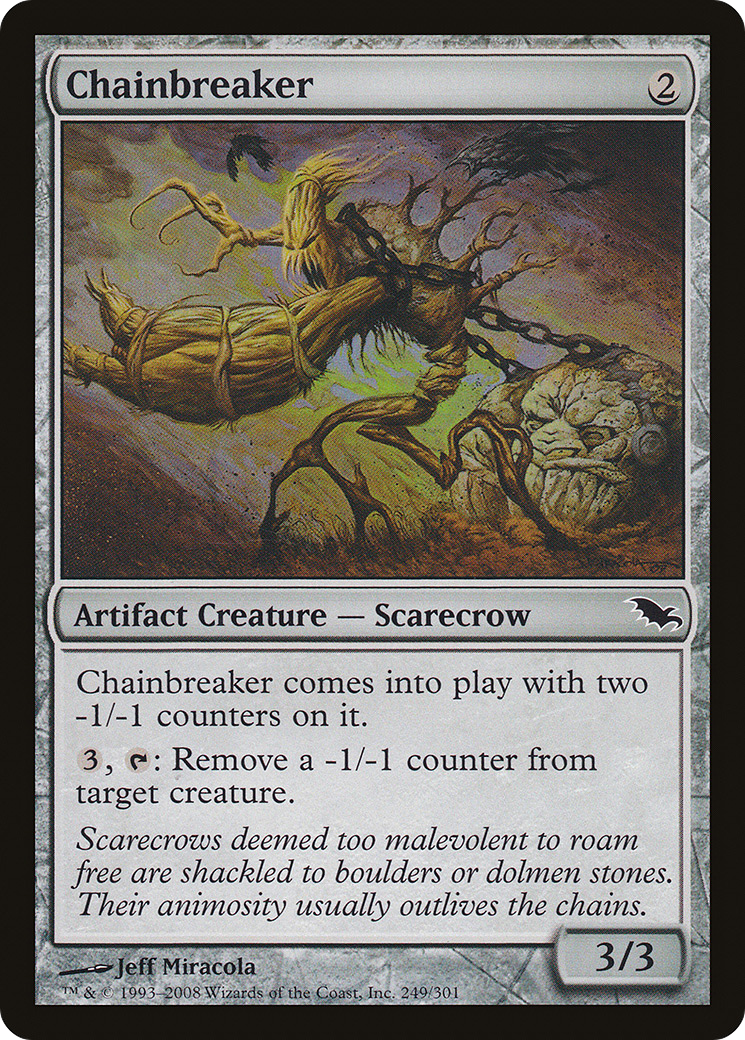 Chainbreaker 2
Artifact Creature — Scarecrow
Chainbreaker comes into play with two
-1/-1 counters on it.
3, : Remove a -1/-1 counter from
target creature.
Scarecrows deemed too malevolent to roam
free are shackled to boulders or dolmen stones.
Their animosity usually outlives the chains.
3/3
Jeff Miracola
™ & © 1993–2008 Wizards of the Coast, Inc. 249/301